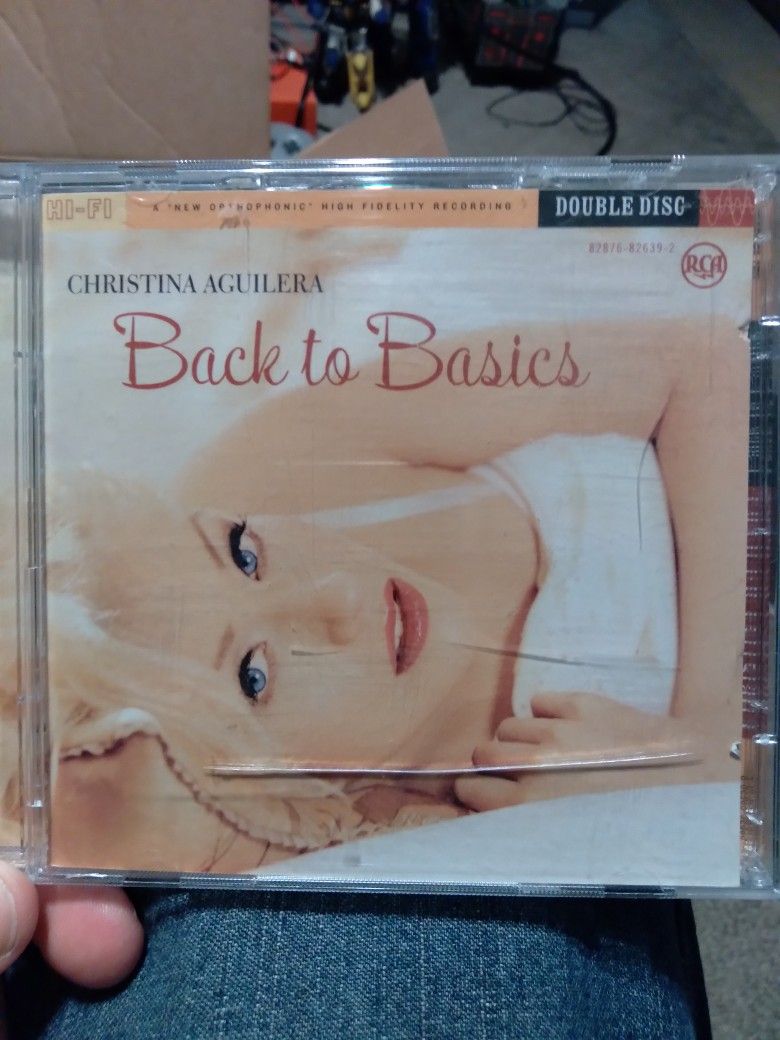 HI-FI A "NEW ORTHOPHONIC" HIGH FIDELITY RECORDING DOUBLE DISC
82876-82639-2
RCA
CHRISTINA AGUILERA
Back to Basics